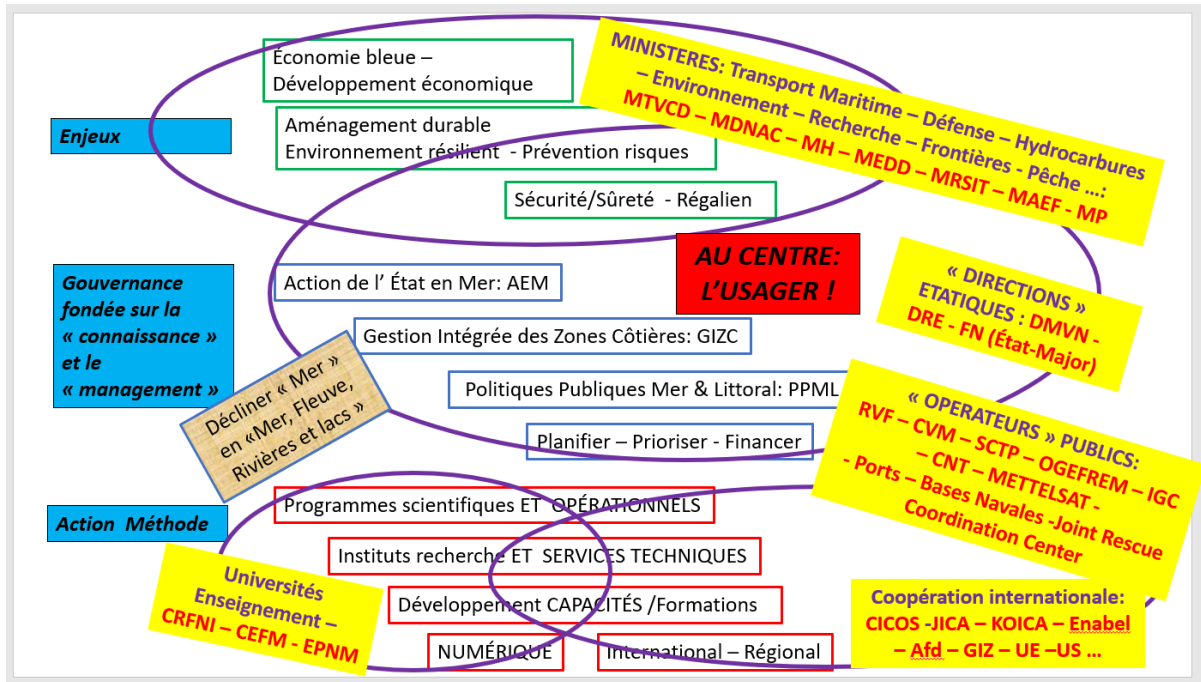 Enjeux
Économie bleue –
Développement économique
Aménagement durable
Environnement résilient - Prévention risques
Sécurité/Sûreté - Régalien
MINISTERES: Transport Maritime – Défense – Hydrocarbures
– Environnement – Recherche – Frontières - Pêche …:
MTVCD – MDNAC – MH – MEDD – MRSIT – MAEF - MP
Gouvernance
fondée sur la
« connaissance »
et le
« management »
Action de l’ État en Mer: AEM
Gestion Intégrée des Zones Côtières: GIZC
Politiques Publiques Mer & Littoral: PPML
Planifier – Prioriser - Financer
AU CENTRE:
L’USAGER !
« DIRECTIONS »
ETATIQUES : DMVN -
DRE - FN (État-Major)
Décliner « Mer »
en «Mer, Fleuve,
Rivières et lacs »
« OPERATEURS » PUBLICS:
RVF – CVM – SCTP – OGEFREM – IGC
– CNT – METTELSAT -
- Ports – Bases Navales -Joint Rescue
Coordination Center
Action Méthode
Programmes scientifiques ET OPÉRATIONNELS
Instituts recherche ET SERVICES TECHNIQUES
Développement CAPACITÉS /Formations
NUMÉRIQUE
International – Régional
Universités
Enseignement –
CRFNI – CEFM - EPNM
Coopération internationale:
CICOS -JICA – KOICA – Enabel
– Afd – GIZ – UE –US …